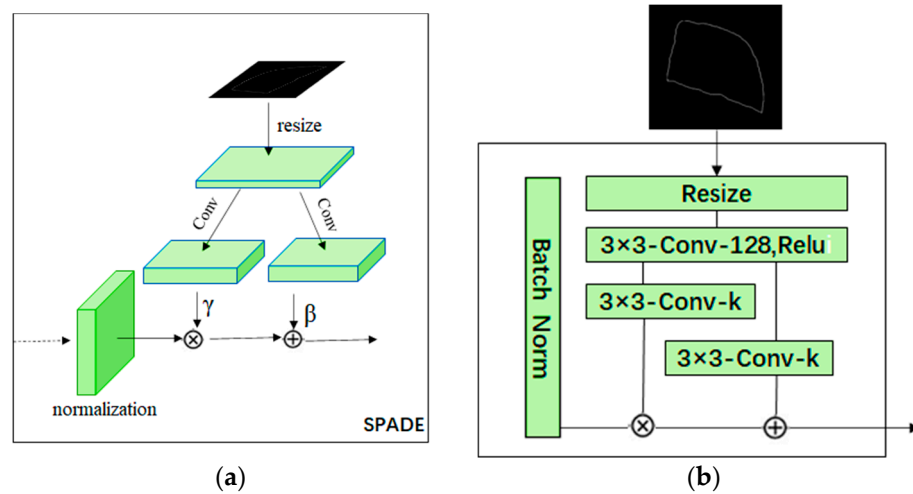 resize
Conv
Conv
γ
β
normalization
SPADE
(a)
Resize
3×3-Conv-128,Relu
3×3-Conv-k
3×3-Conv-k
Batch Norm
(b)